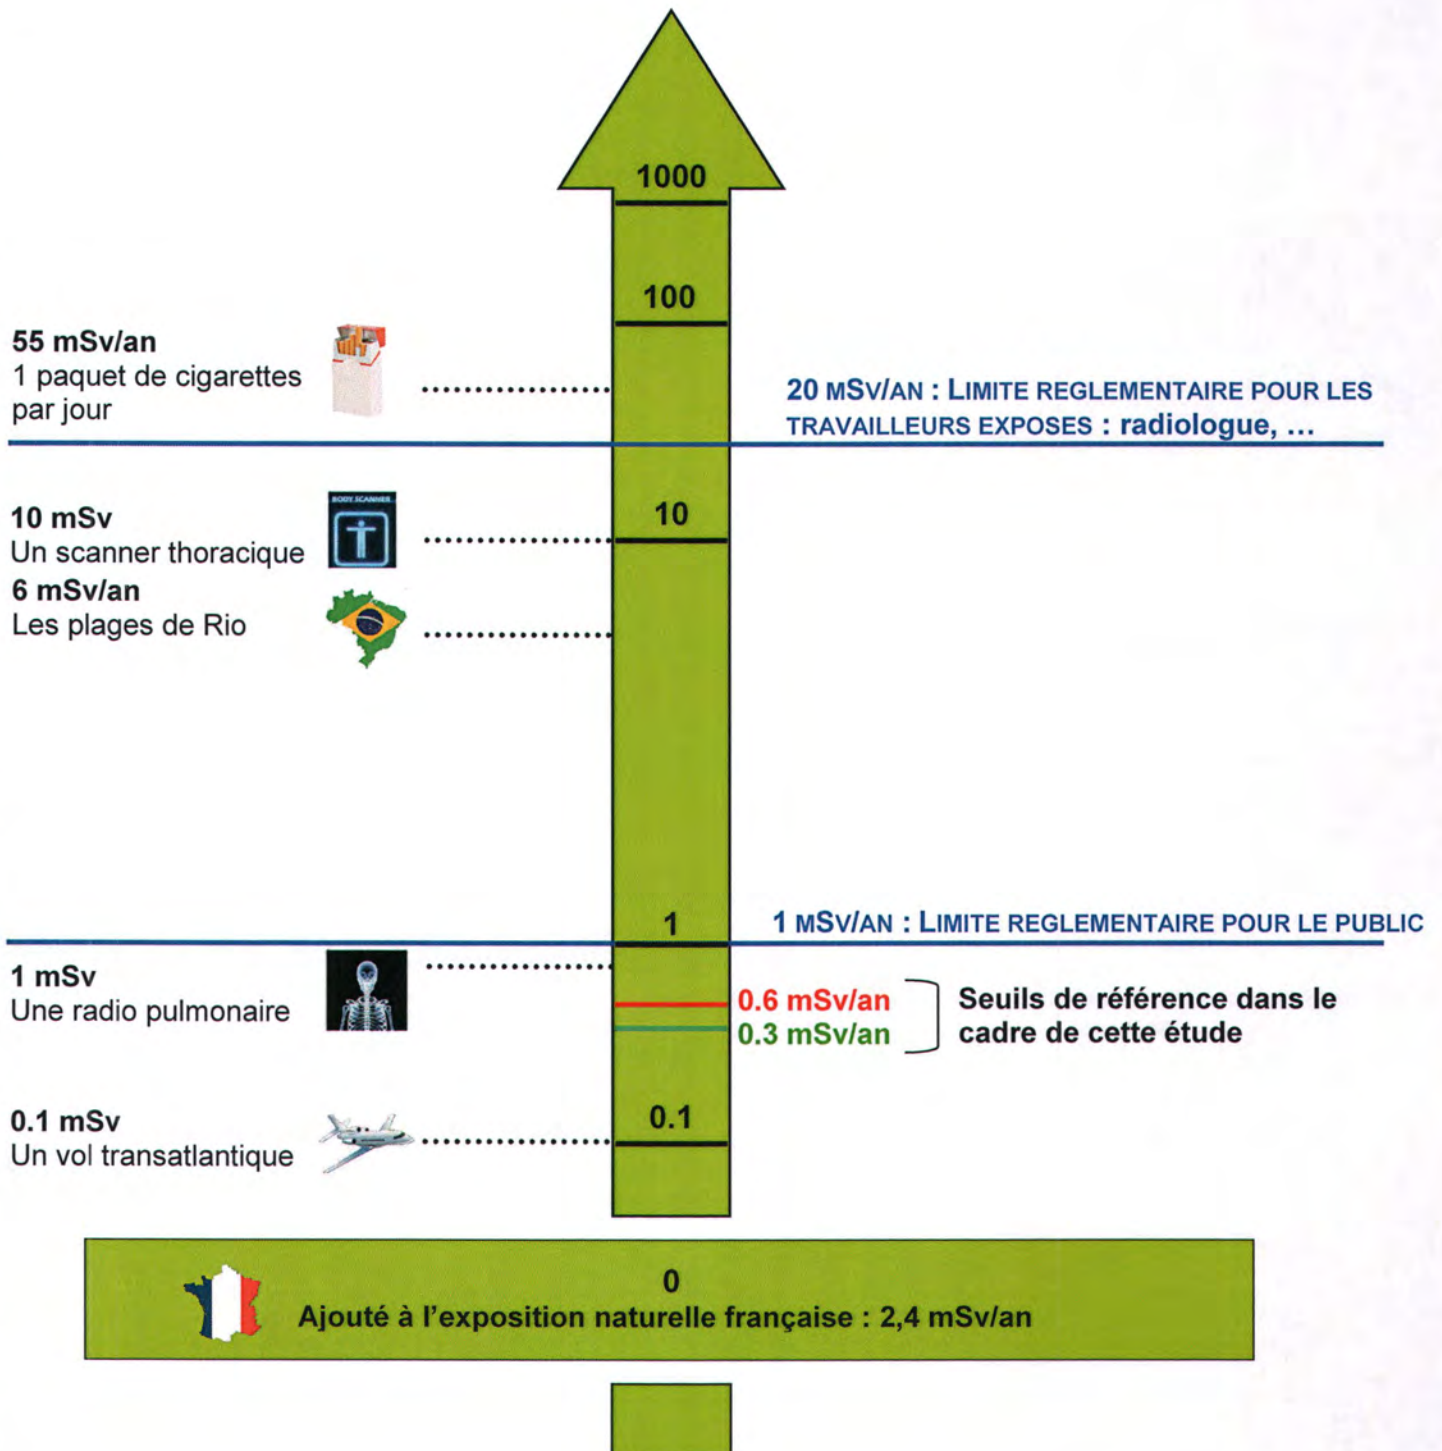 1000
100
55 mSv/an
1 paquet de cigarettes
par jour
20 MSV/AN : LIMITE REGLEMENTAIRE POUR LES
TRAVAILLEURS EXPOSES : radiologue, ...
BODY SCANNER
10 mSv
Un scanner thoracique
10
6 mSv/an
Les plages de Rio
1
1 MSV/AN : LIMITE REGLEMENTAIRE POUR LE PUBLIC
1 mSv
Une radio pulmonaire
0.6 mSv/an
0.3 mSv/an
Seuils de référence dans le
cadre de cette étude
0.1 mSv
Un vol transatlantique
0.1
0
Ajouté à l'exposition naturelle française : 2,4 mSv/an